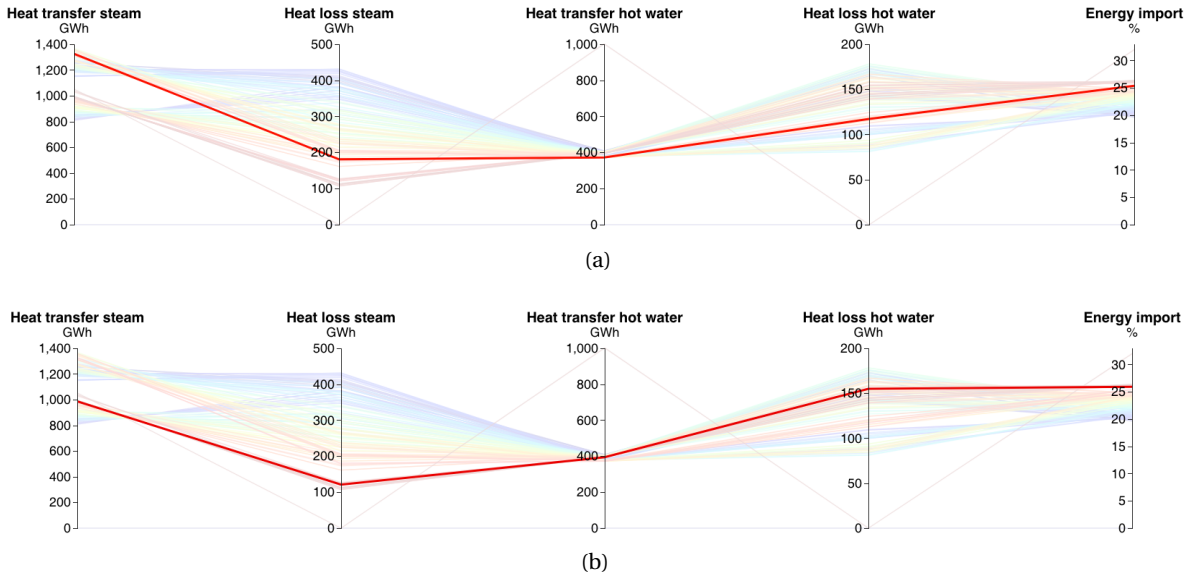 Heat transfer steam Heat loss steam Heat transfer hot water Heat loss hot water Energy import
GWh GWh GWh GWh %
1,400 500 1,000 200
30
1,200 400 800 150 25
1,000
800 300 600 20
100
600 200 400 15
400 10
100 200 50
200 5
0 0 0 0 0
(a)
Heat transfer steam Heat loss steam Heat transfer hot water Heat loss hot water Energy import
GWh GWh GWh GWh %
1,400 500 1,000 200
30
1,200 400 800 150 25
1,000
800 300 600 20
100
600 200 400 15
400 10
100 200 50
200 5
0 0 0 0 0
(b)